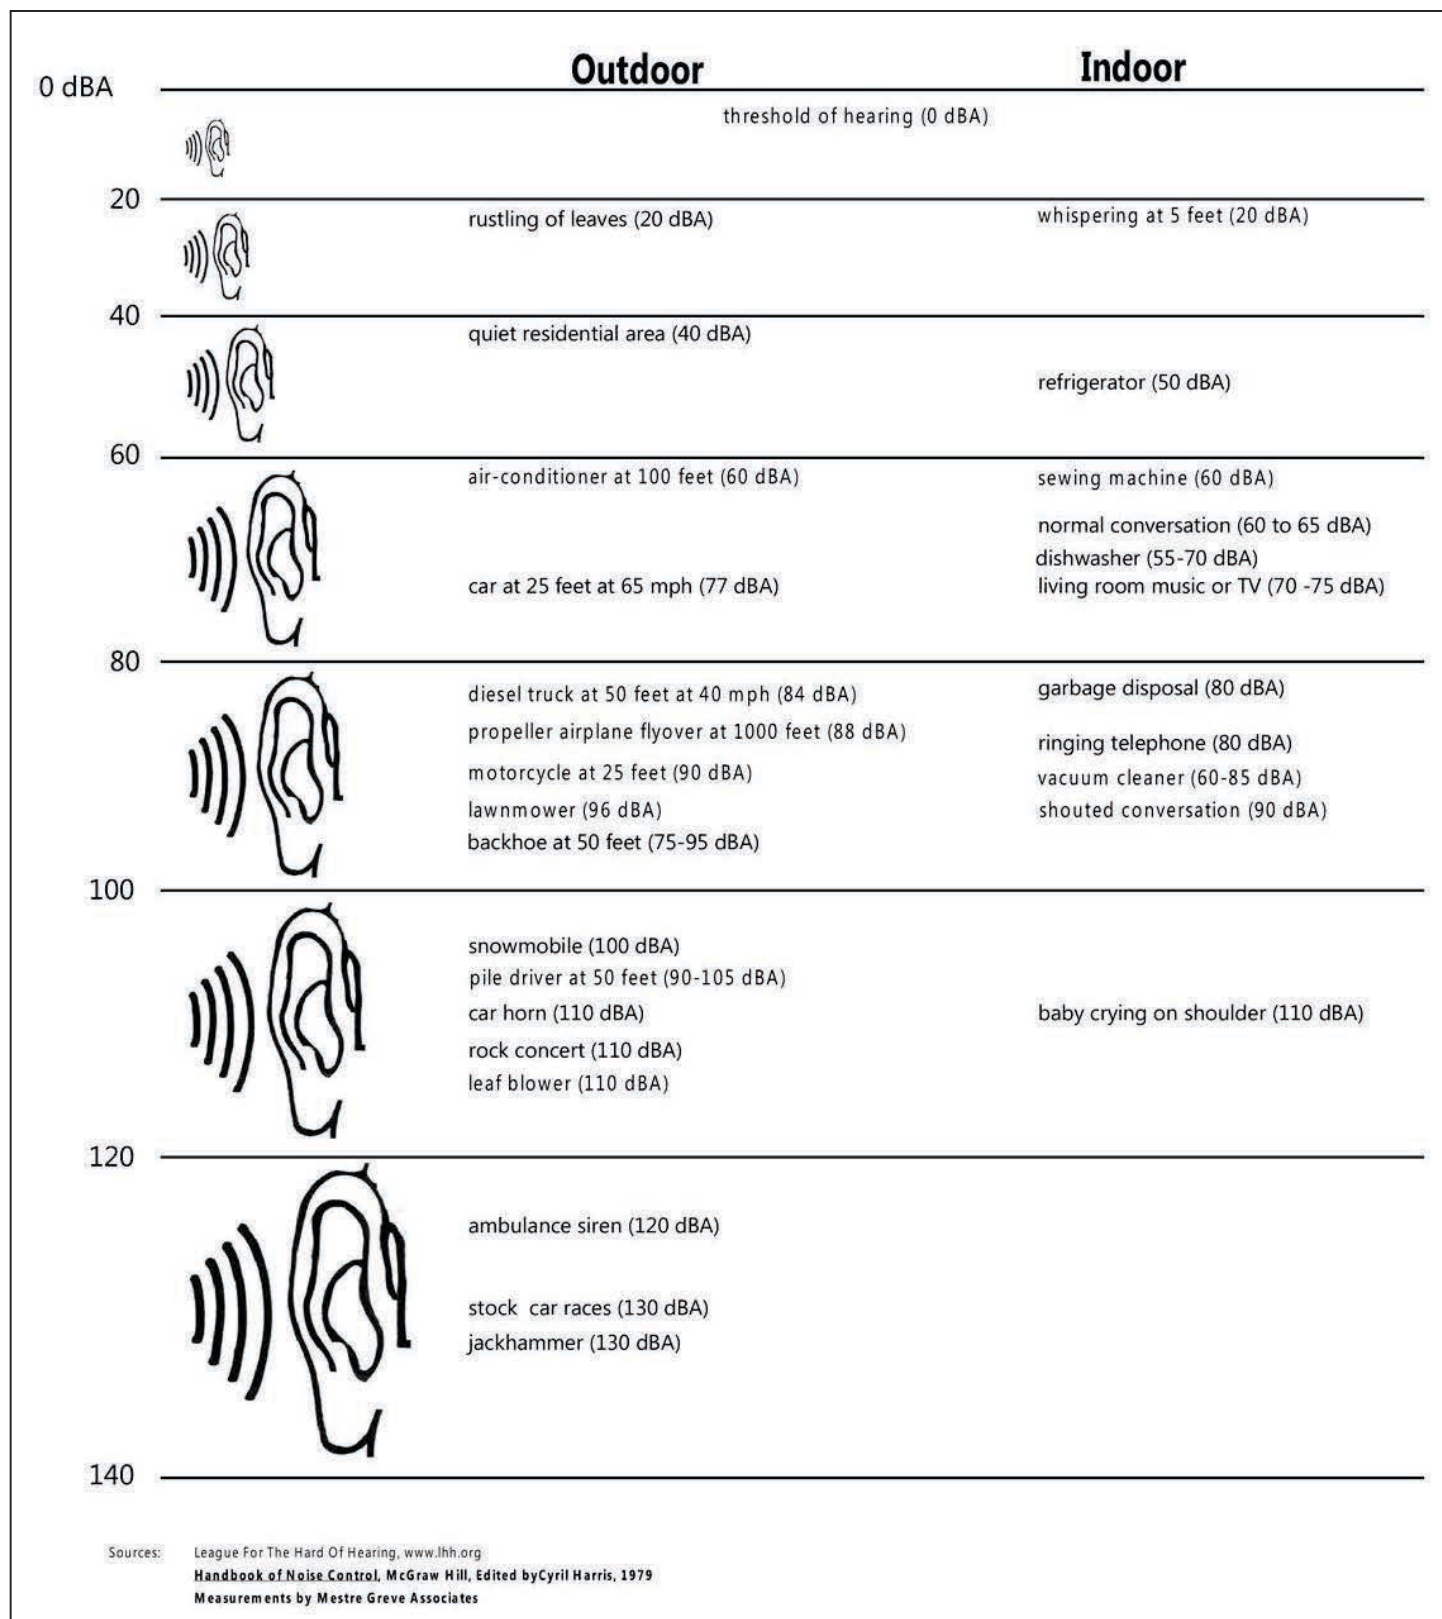 Outdoor Indoor
0 dBA
threshold of hearing (0 dBA)
20
rustling of leaves (20 dBA) whispering at 5 feet (20 dBA)
40
quiet residential area (40 dBA)
refrigerator (50 dBA)
60
air-conditioner at 100 feet (60 dBA) sewing machine (60 dBA)
normal conversation (60 to 65 dBA)
dishwasher (55-70 dBA)
car at 25 feet at 65 mph (77 dBA) living room music or TV (70 -75 dBA)
80
diesel truck at 50 feet at 40 mph (84 dBA) garbage disposal (80 dBA)
propeller airplane flyover at 1000 feet (88 dBA) ringing telephone (80 dBA)
motorcycle at 25 feet (90 dBA) vacuum cleaner (60-85 dBA)
lawnmower (96 dBA) shouted conversation (90 dBA)
backhoe at 50 feet (75-95 dBA)
100
snowmobile (100 dBA)
pile driver at 50 feet (90-105 dBA)
car horn (110 dBA) baby crying on shoulder (110 dBA)
rock concert (110 dBA)
leaf blower (110 dBA)
120
ambulance siren (120 dBA)
stock car races (130 dBA)
jackhammer (130 dBA)
140
Sources: League For The Hard Of Hearing, www.lhh.org
Handbook of Noise Control, McGraw Hill, Edited byCyril Harris, 1979
Measurements by Mestre Greve Associates